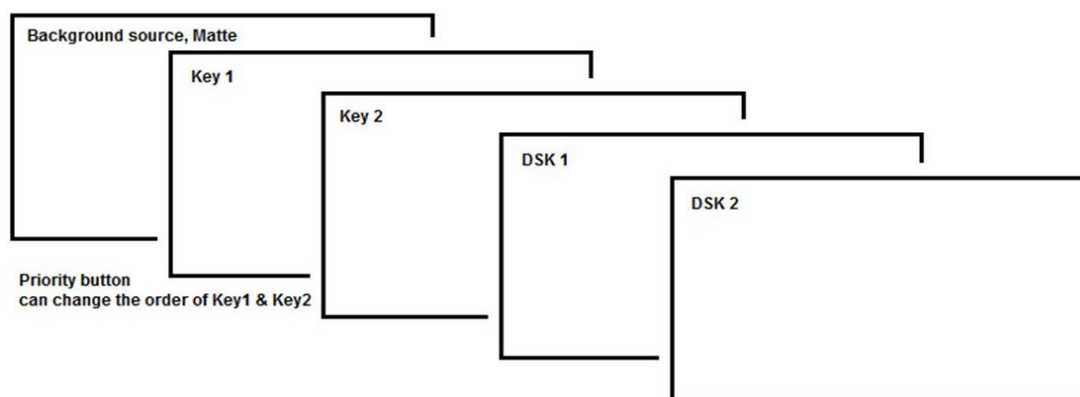 Background source, Matte
Key 1
Key 2
DSK 1
DSK 2
Priority button
can change the order of Key1 & Key2